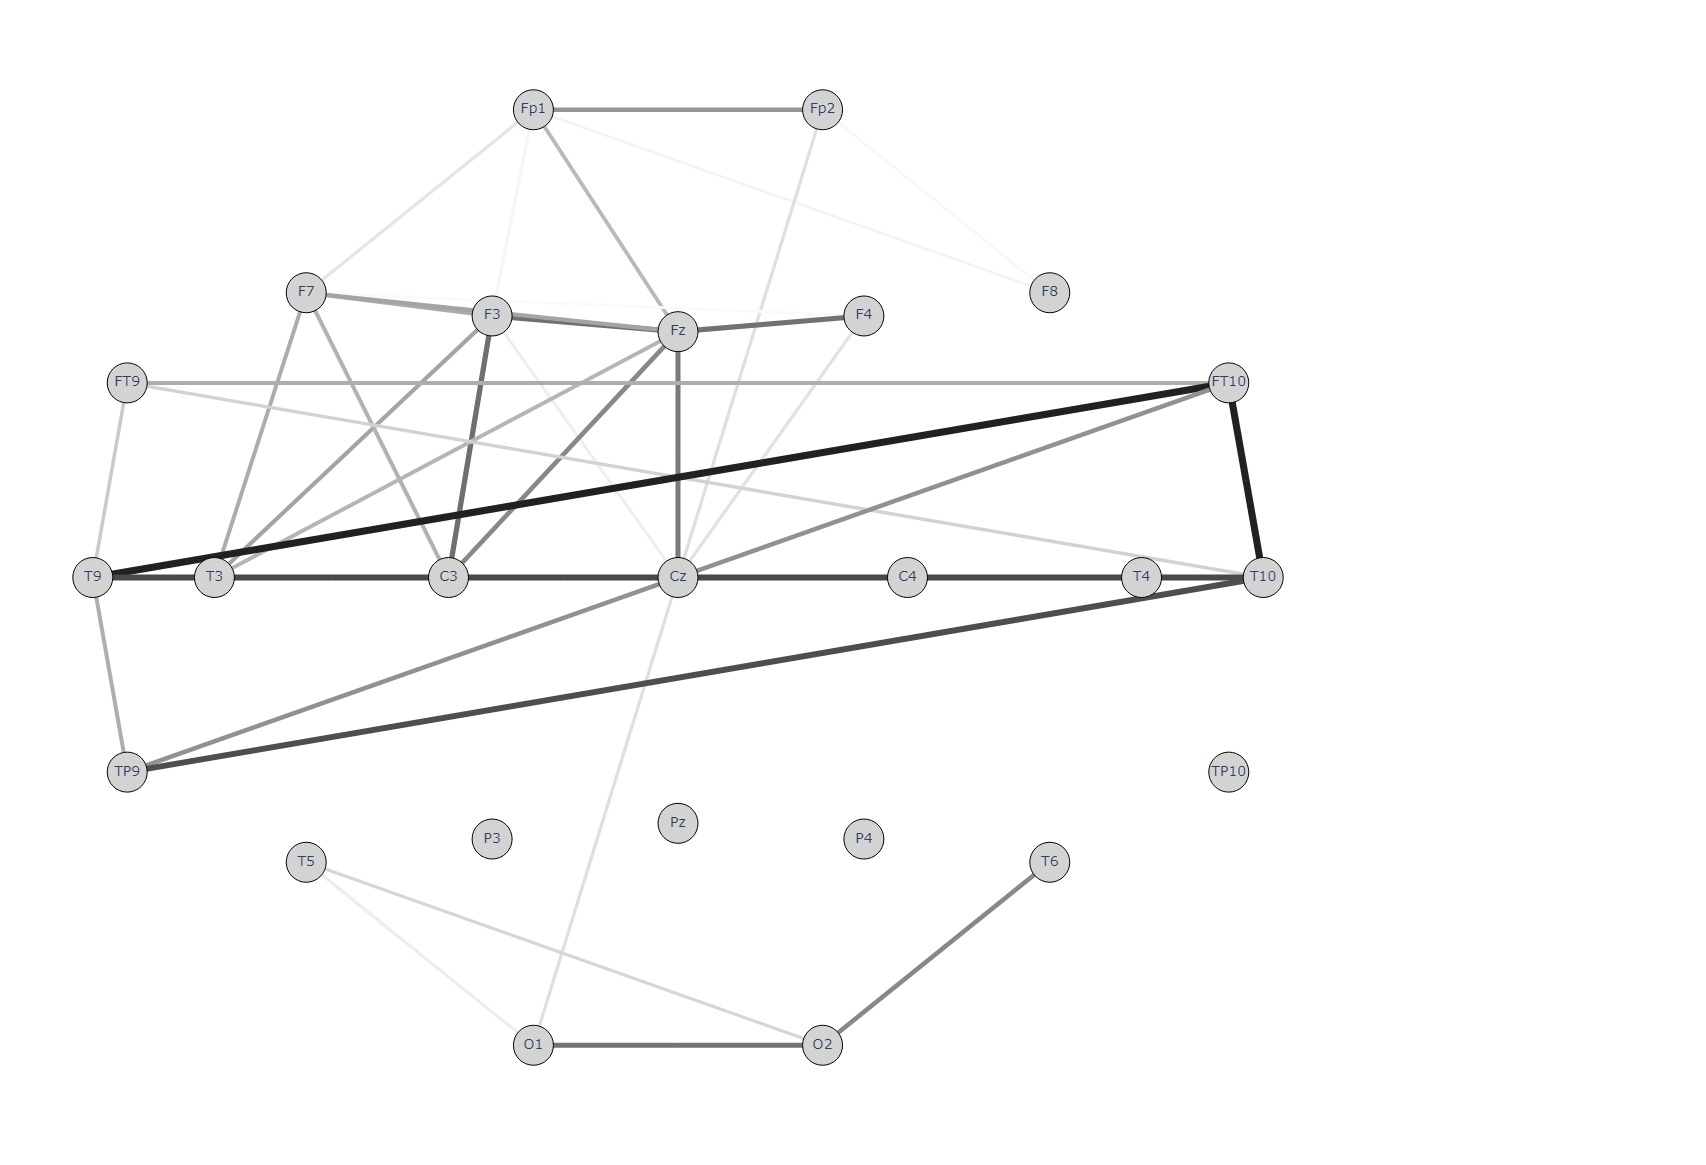 Fp1 Fp2
F7 F3 Fz F4 F8
FT9 FT10
T9 T3 C3 Cz C4 T4 T10
TP9 TP10
T5 P3 Pz P4 T6
O1 O2